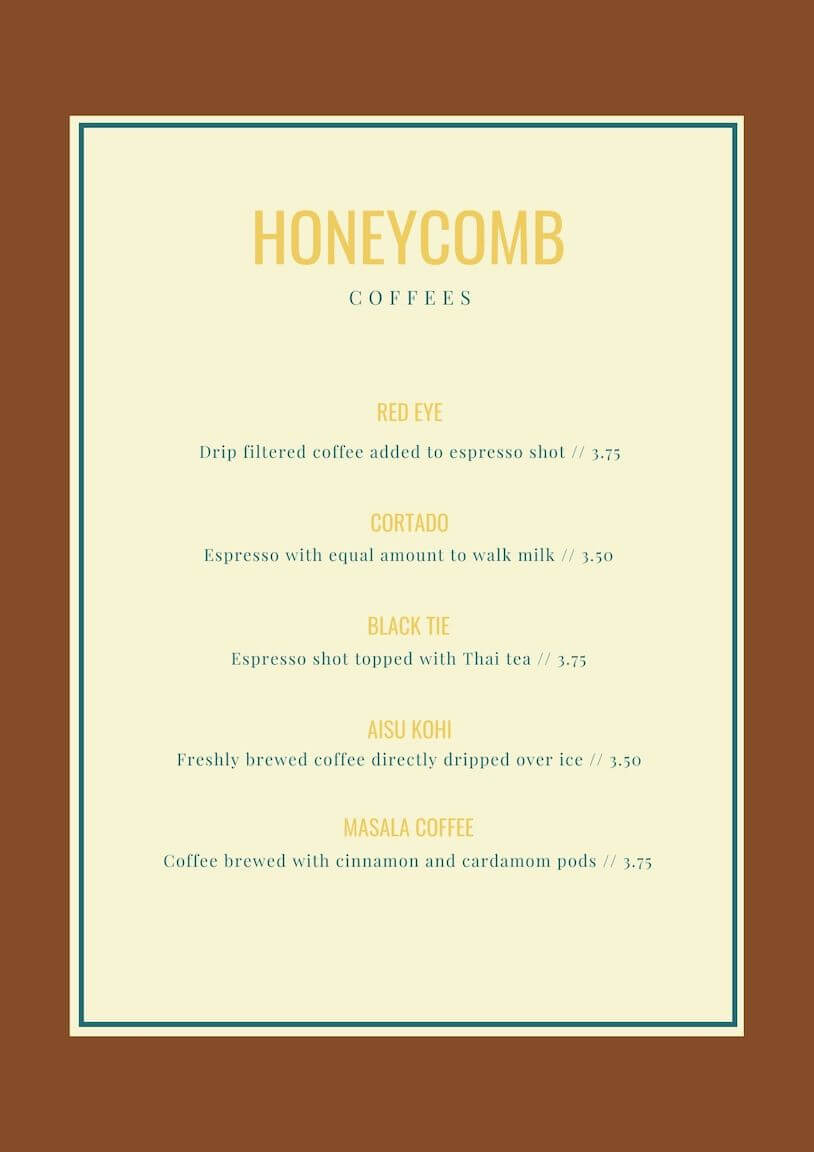 HONEYCOMB
COFFEES
RED EYE
Drip filtered coffee added to espresso shot // 3.75
CORTADO
Espresso with equal amount to walk milk // 3.50
BLACK TIE
Espresso shot topped with Thai tea // 3.75
AISU KOHI
Freshly brewed coffee directly dripped over ice // 3.50
MASALA COFFEE
Coffee brewed with cinnamon and cardamom pods // 3.75